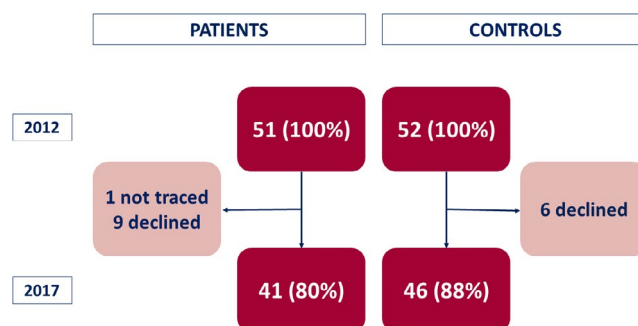 PATIENTS
CONTROLS
2012
51 (100%)
52 (100%)
1 not traced
9 declined
6 declined
2017
41 (80%)
46 (88%)